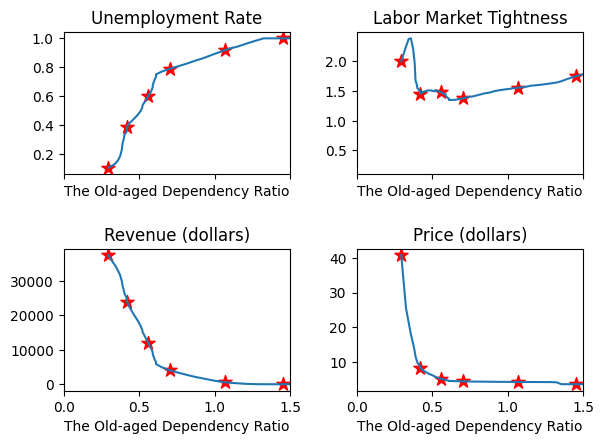 Unemployment Rate
1.0
0.8
0.6
0.4
0.2
The Old-aged Dependency Ratio
Labor Market Tightness
2.0
1.5
1.0
0.5
The Old-aged Dependency Ratio
Revenue (dollars)
30000
20000
10000
0
0.0 0.5 1.0 1.5
The Old-aged Dependency Ratio
Price (dollars)
40
30
20
10
0.0 0.5 1.0 1.5
The Old-aged Dependency Ratio